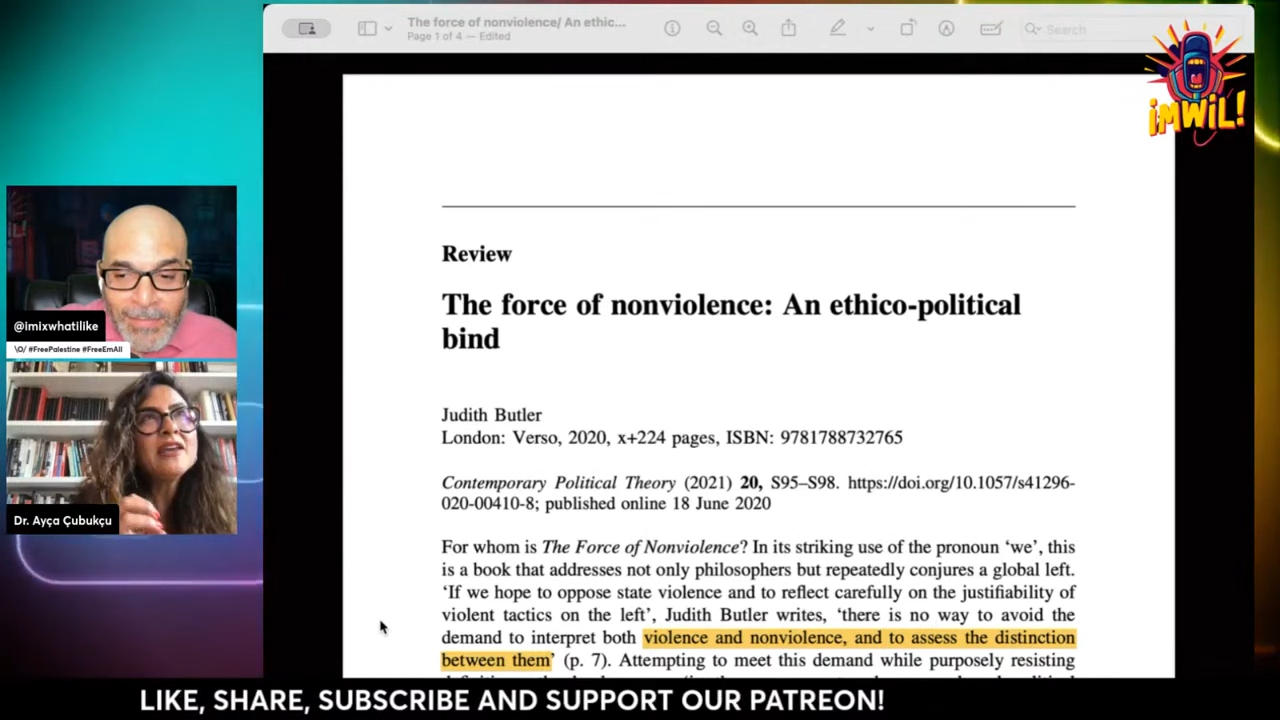 The force of nonviolence/ An ethic...
Page 1 of 4 — Edited
Search
iMWiL!
Review
The force of nonviolence: An ethico-political
bind
Judith Butler
London: Verso, 2020, x+224 pages, ISBN: 9781788732765
Contemporary Political Theory (2021) 20, S95–S98. https://doi.org/10.1057/s41296-
020-00410-8; published online 18 June 2020
For whom is The Force of Nonviolence? In its striking use of the pronoun ‘we’, this
is a book that addresses not only philosophers but repeatedly conjures a global left.
‘If we hope to oppose state violence and to reflect carefully on the justifiability of
violent tactics on the left’, Judith Butler writes, ‘there is no way to avoid the
demand to interpret both violence and nonviolence, and to assess the distinction
between them’ (p. 7). Attempting to meet this demand while purposely resisting
@imixwhatilike
\O/ #FreePalestine #FreeEmAll
Dr. Ayça Çubukçu
LIKE, SHARE, SUBSCRIBE AND SUPPORT OUR PATREON!